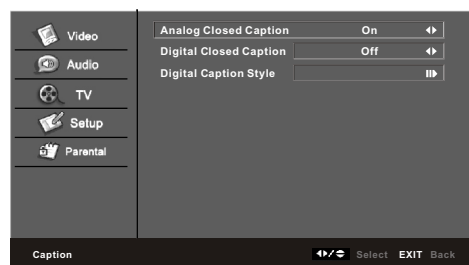 Video
Audio
TV
Setup
Parental
Analog Closed Caption On
Digital Closed Caption Off
Digital Caption Style
Caption Select EXIT Back